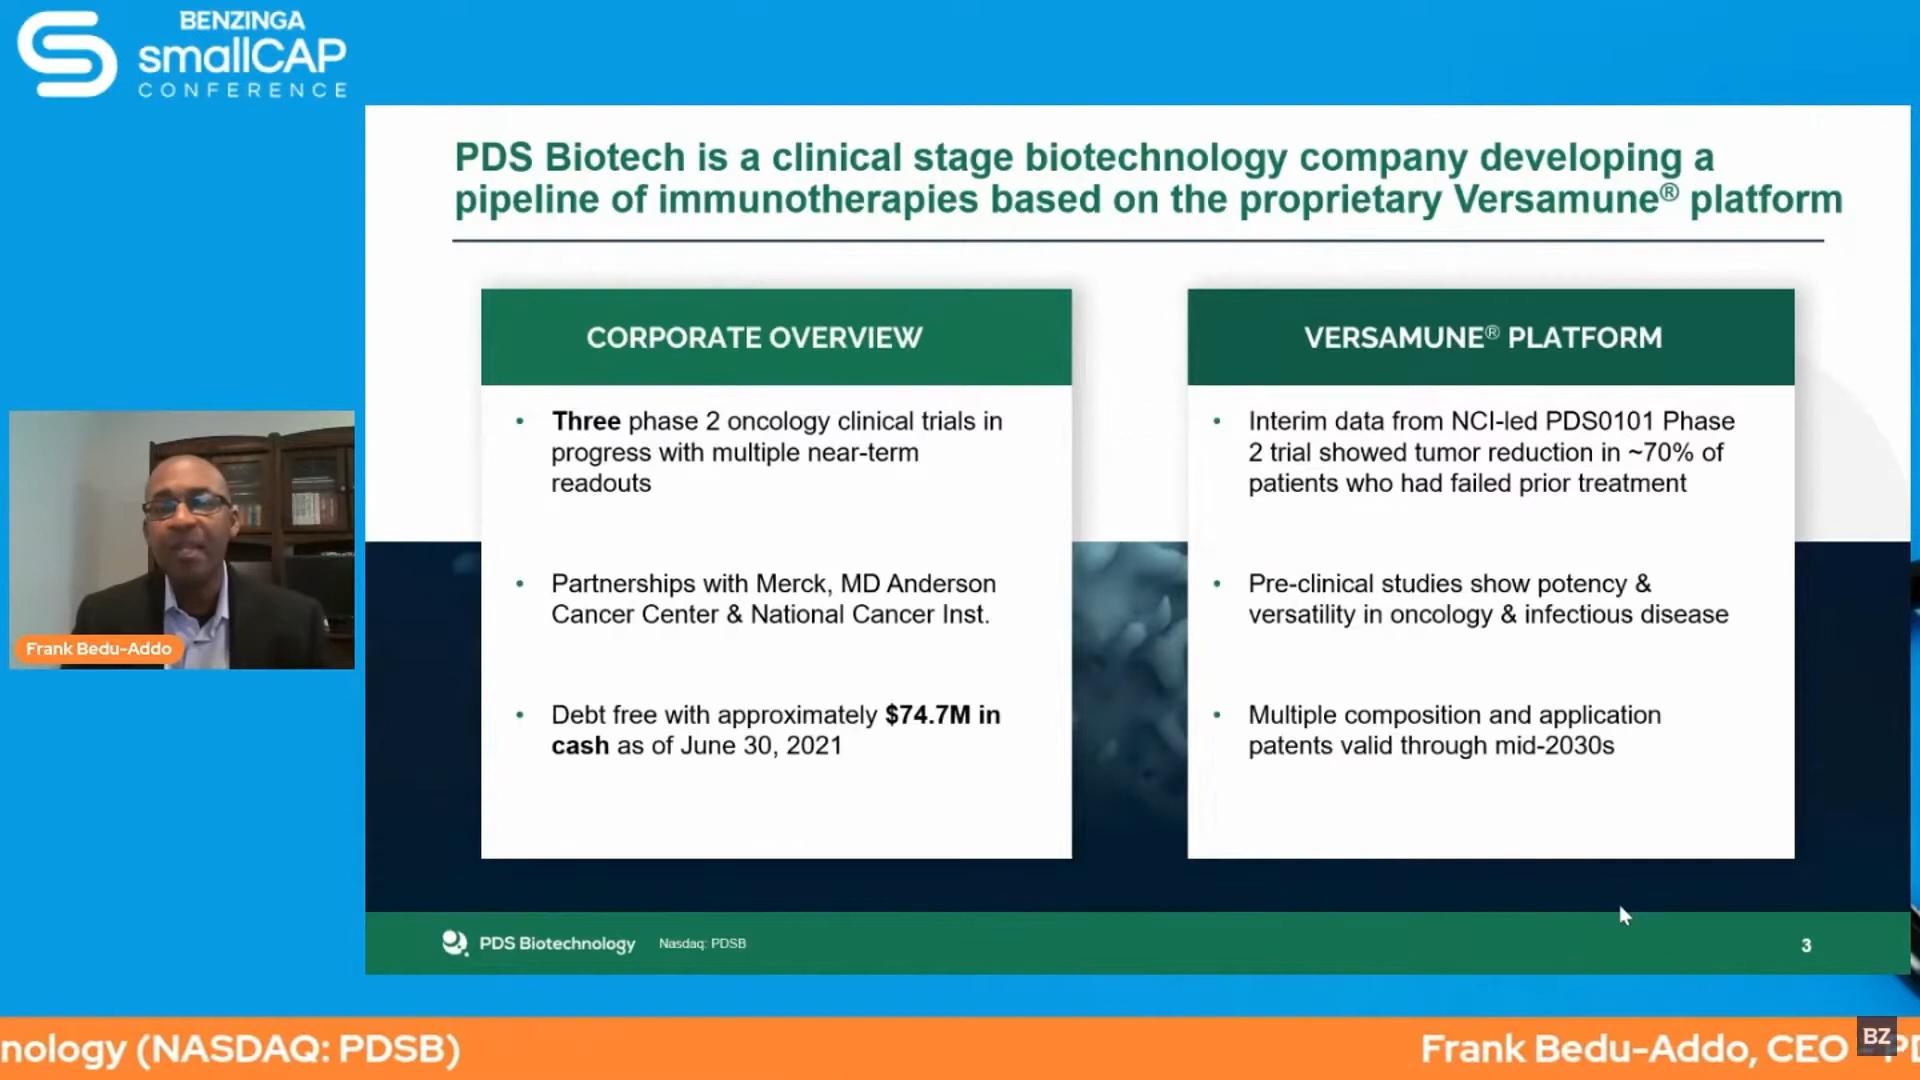 BENZINGA
smallCAP
CONFERENCE
PDS Biotech is a clinical stage biotechnology company developing a
pipeline of immunotherapies based on the proprietary Versamune® platform
CORPORATE OVERVIEW
• Three phase 2 oncology clinical trials in
progress with multiple near-term
readouts
• Partnerships with Merck, MD Anderson
Cancer Center & National Cancer Inst.
• Debt free with approximately $74.7M in
cash as of June 30, 2021
VERSAMUNE® PLATFORM
• Interim data from NCI-led PDS0101 Phase
2 trial showed tumor reduction in ~70% of
patients who had failed prior treatment
• Pre-clinical studies show potency &
versatility in oncology & infectious disease
• Multiple composition and application
patents valid through mid-2030s
Frank Bedu-Addo
PDS Biotechnology Nasdaq: PDSB
3
nology (NASDAQ: PDSB)
Frank Bedu-Addo, CEO
BZ